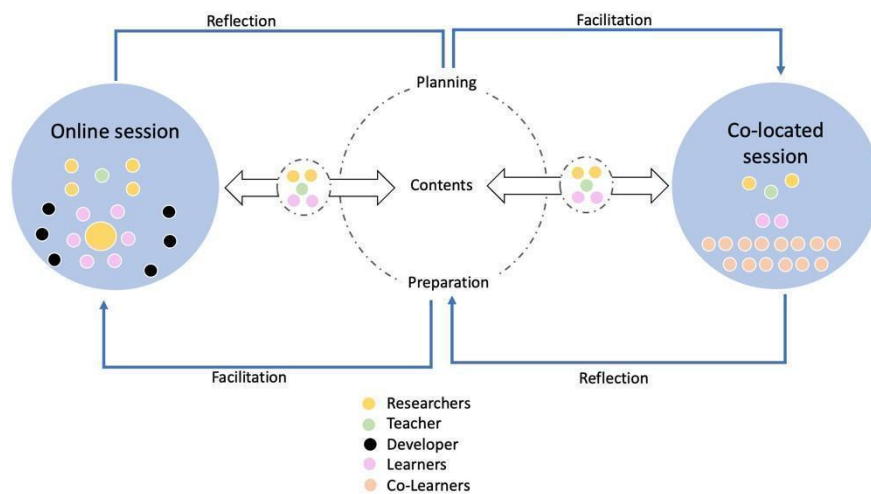 Reflection
Facilitation
Planning
Online session
Co-located
session
Contents
Preparation
Facilitation
Reflection
Researchers
Teacher
Developer
Learners
Co-Learners